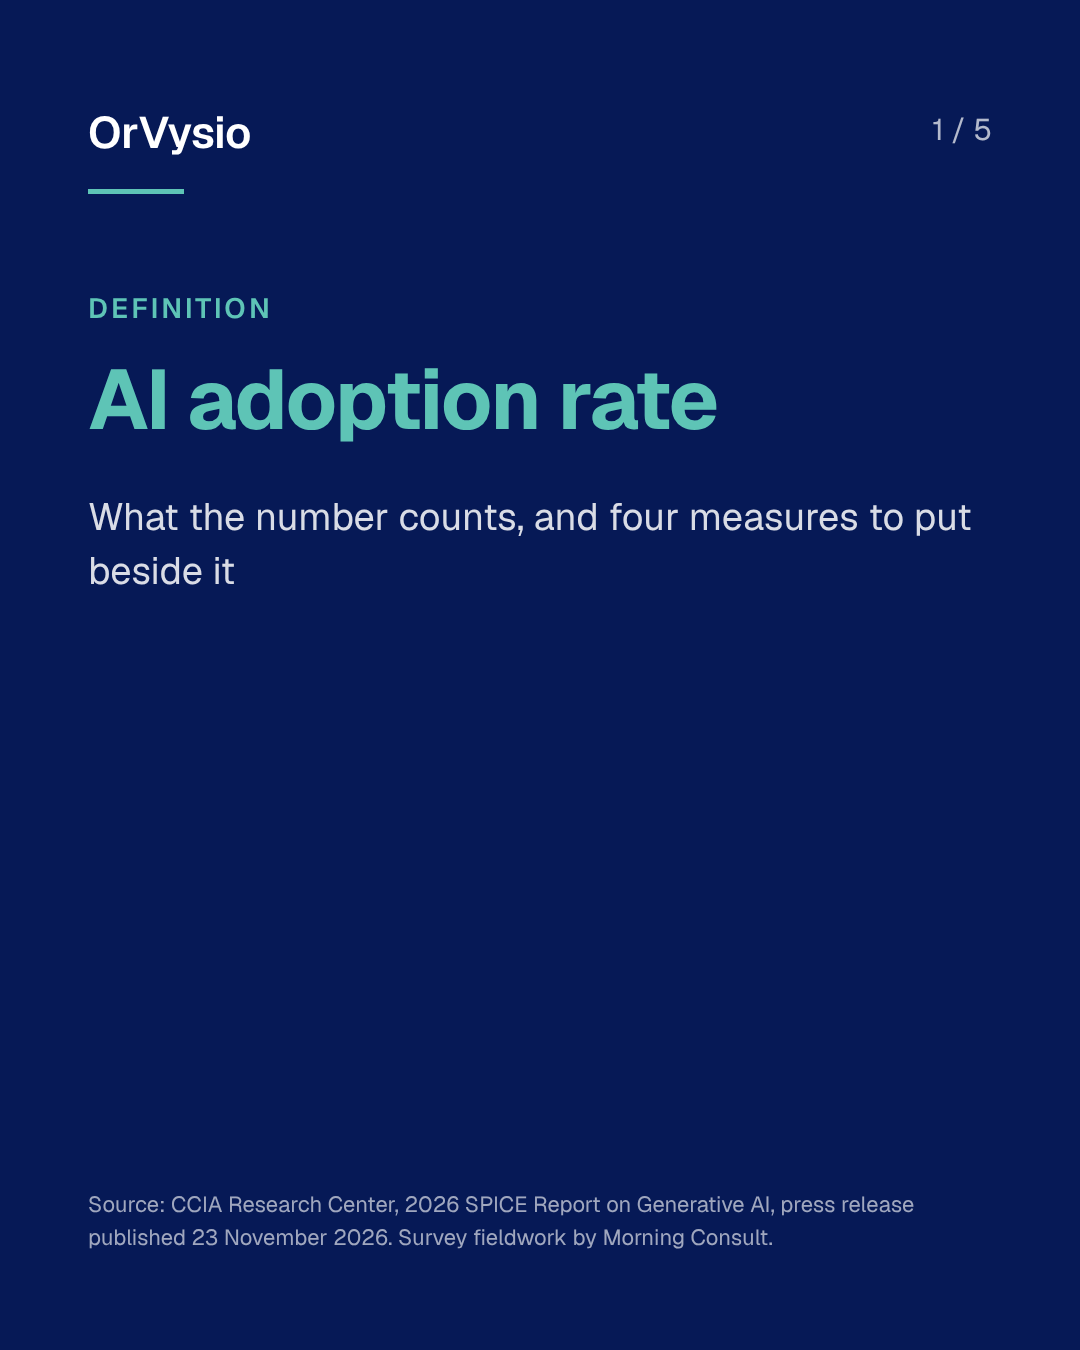 OrVysio
1 / 5
DEFINITION
AI adoption rate
What the number counts, and four measures to put
beside it
Source: CCIA Research Center, 2026 SPICE Report on Generative AI, press release
published 23 November 2026. Survey fieldwork by Morning Consult.